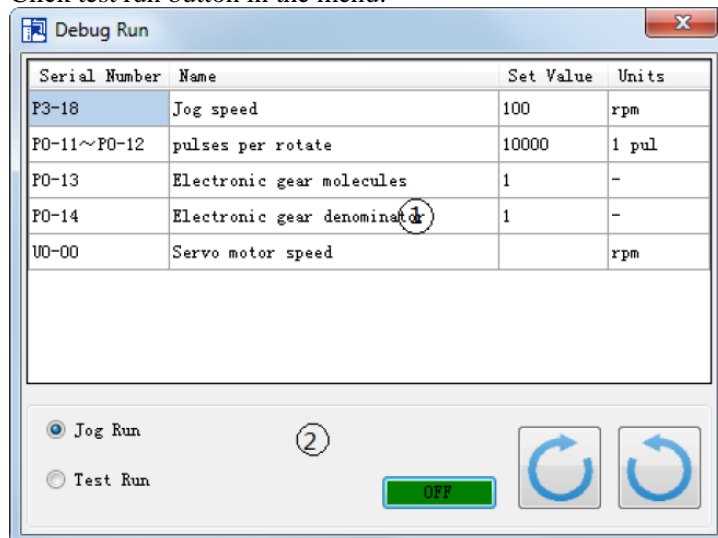 Click test run button in the menu.
Debug Run
Serial Number Name Set Value Units
P3-18 Jog speed 100 rpm
P0-11~P0-12 pulses per rotate 10000 1 pul
P0-13 Electronic gear molecules 1 -
P0-14 Electronic gear denominator 1 -
①
U0-00 Servo motor speed rpm
Jog Run
②
Test Run
OFF